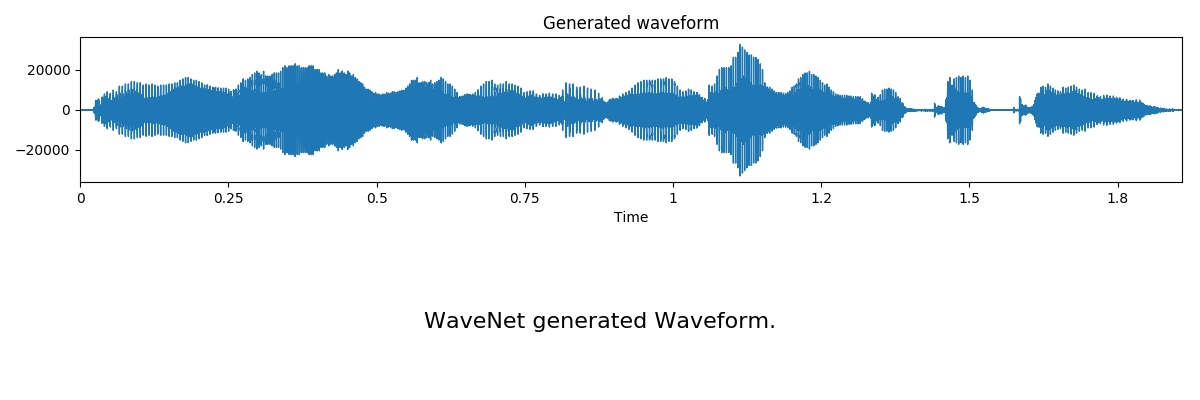 Generated waveform
20000
0
−20000
0 0.25 0.5 0.75 1 1.2 1.5 1.8
Time
WaveNet generated Waveform.